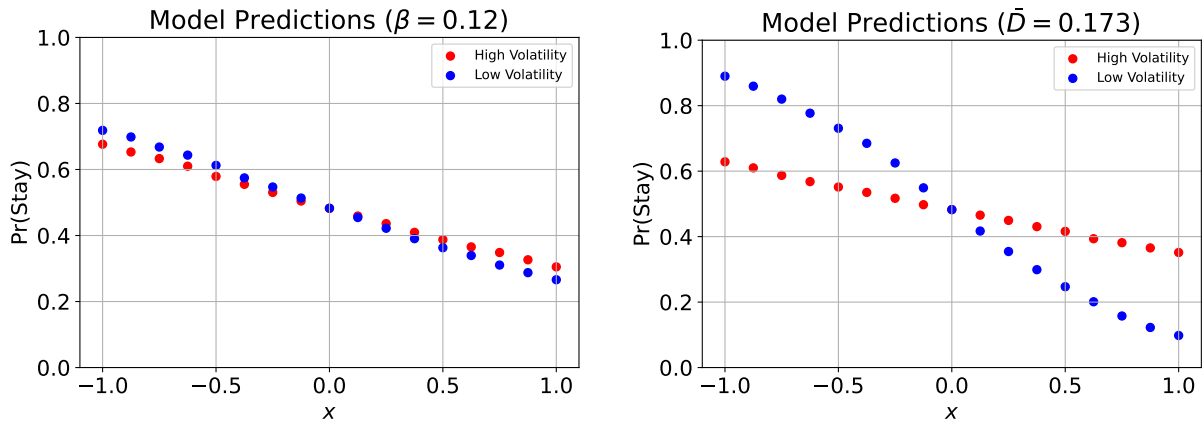 Model Predictions (β = 0.12)
1.0
0.8
0.6
0.4
0.2
0.0
Pr(Stay)
High Volatility
Low Volatility
−1.0 −0.5 0.0 0.5 1.0
x
Model Predictions (D̄ = 0.173)
1.0
0.8
0.6
0.4
0.2
0.0
Pr(Stay)
High Volatility
Low Volatility
−1.0 −0.5 0.0 0.5 1.0
x